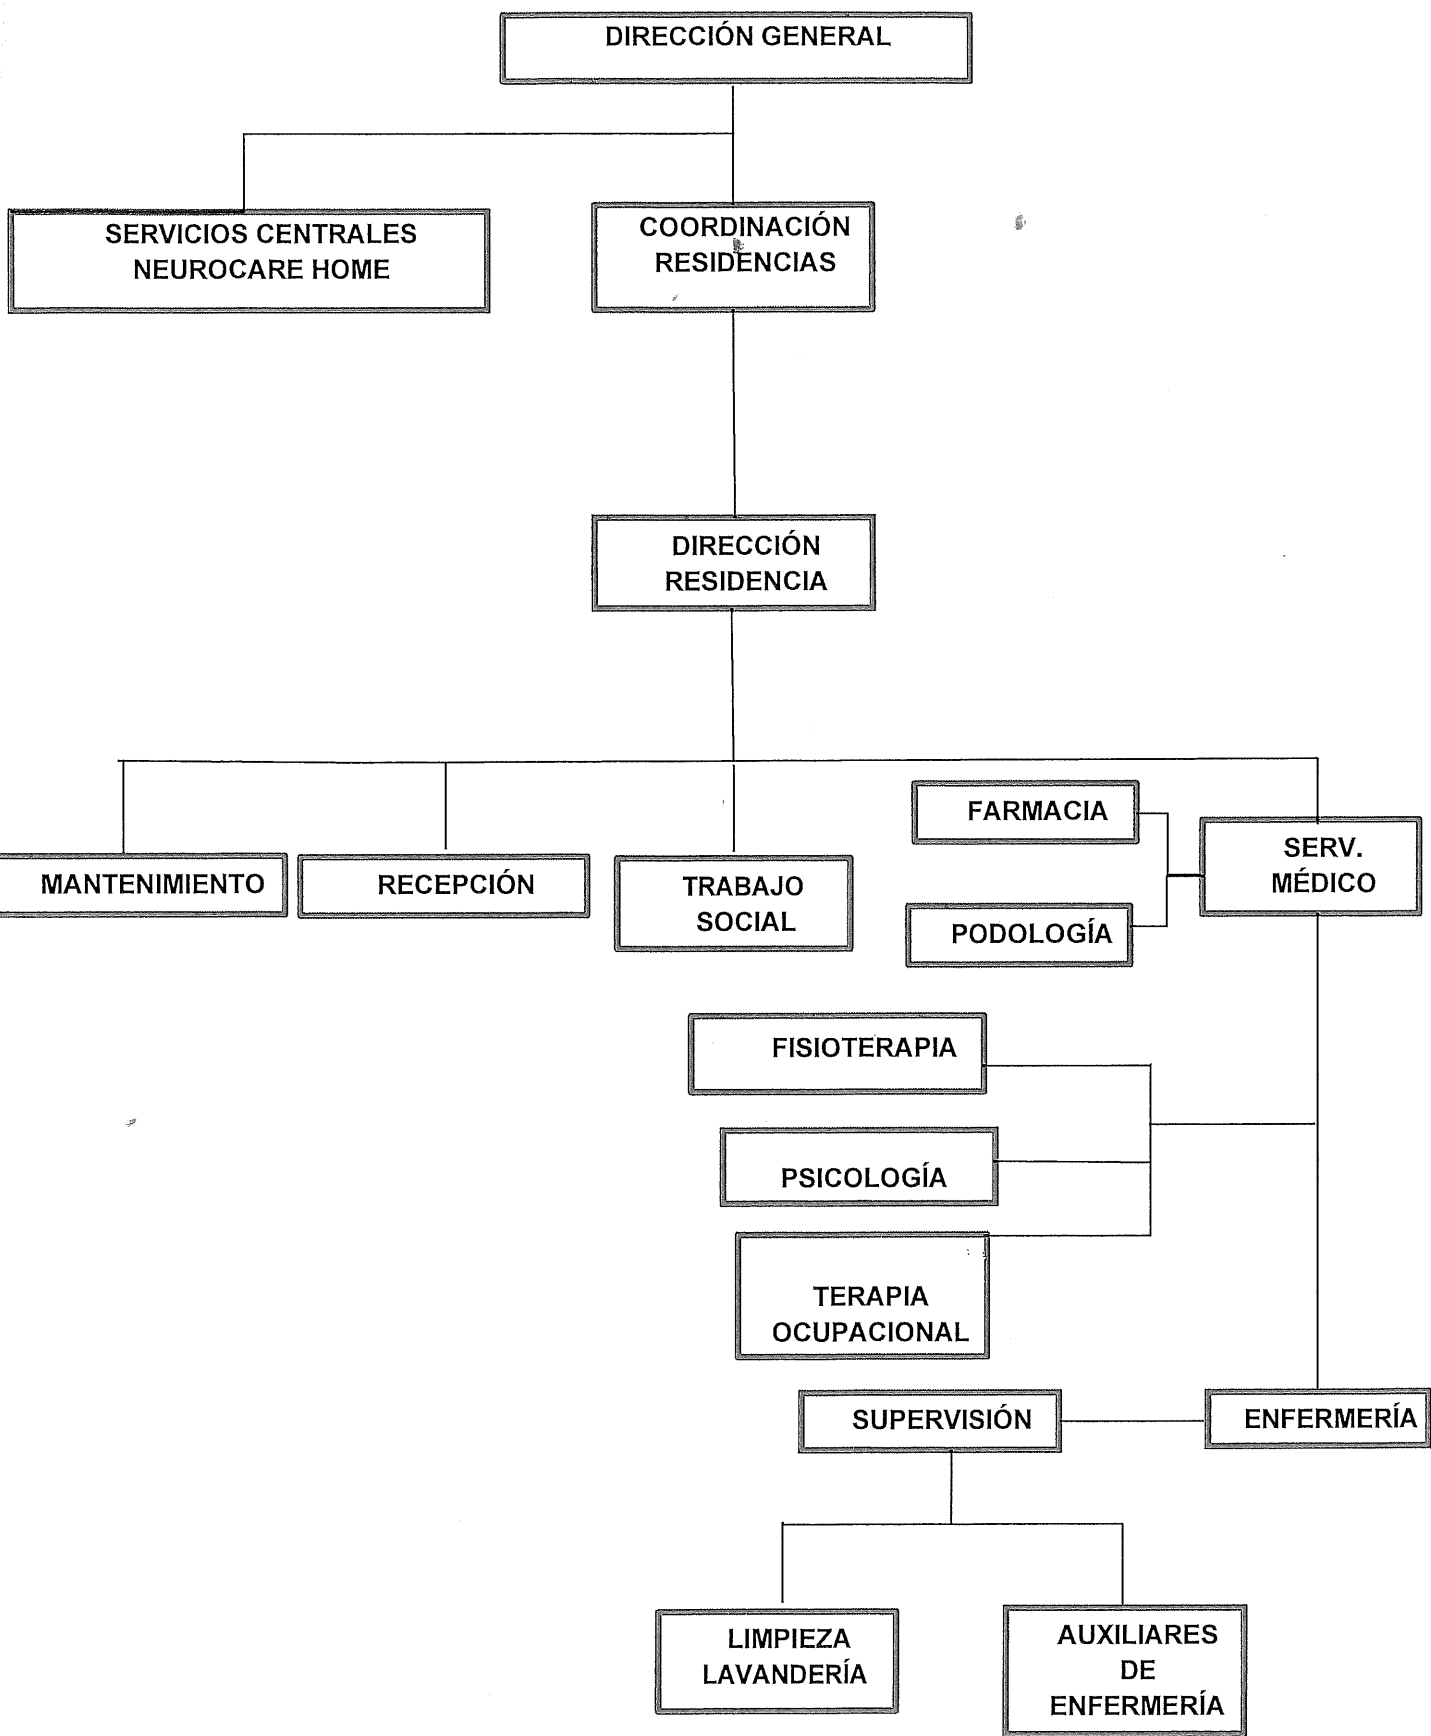 DIRECCIÓN GENERAL
SERVICIOS CENTRALES
NEUROCARE HOME
COORDINACIÓN
RESIDENCIAS
DIRECCIÓN
RESIDENCIA
MANTENIMIENTO
RECEPCIÓN
TRABAJO
SOCIAL
FARMACIA
PODOLOGÍA
SERV.
MÉDICO
FISIOTERAPIA
PSICOLOGÍA
TERAPIA
OCUPACIONAL
SUPERVISIÓN
ENFERMERÍA
LIMPIEZA
LAVANDERÍA
AUXILIARES
DE
ENFERMERÍA